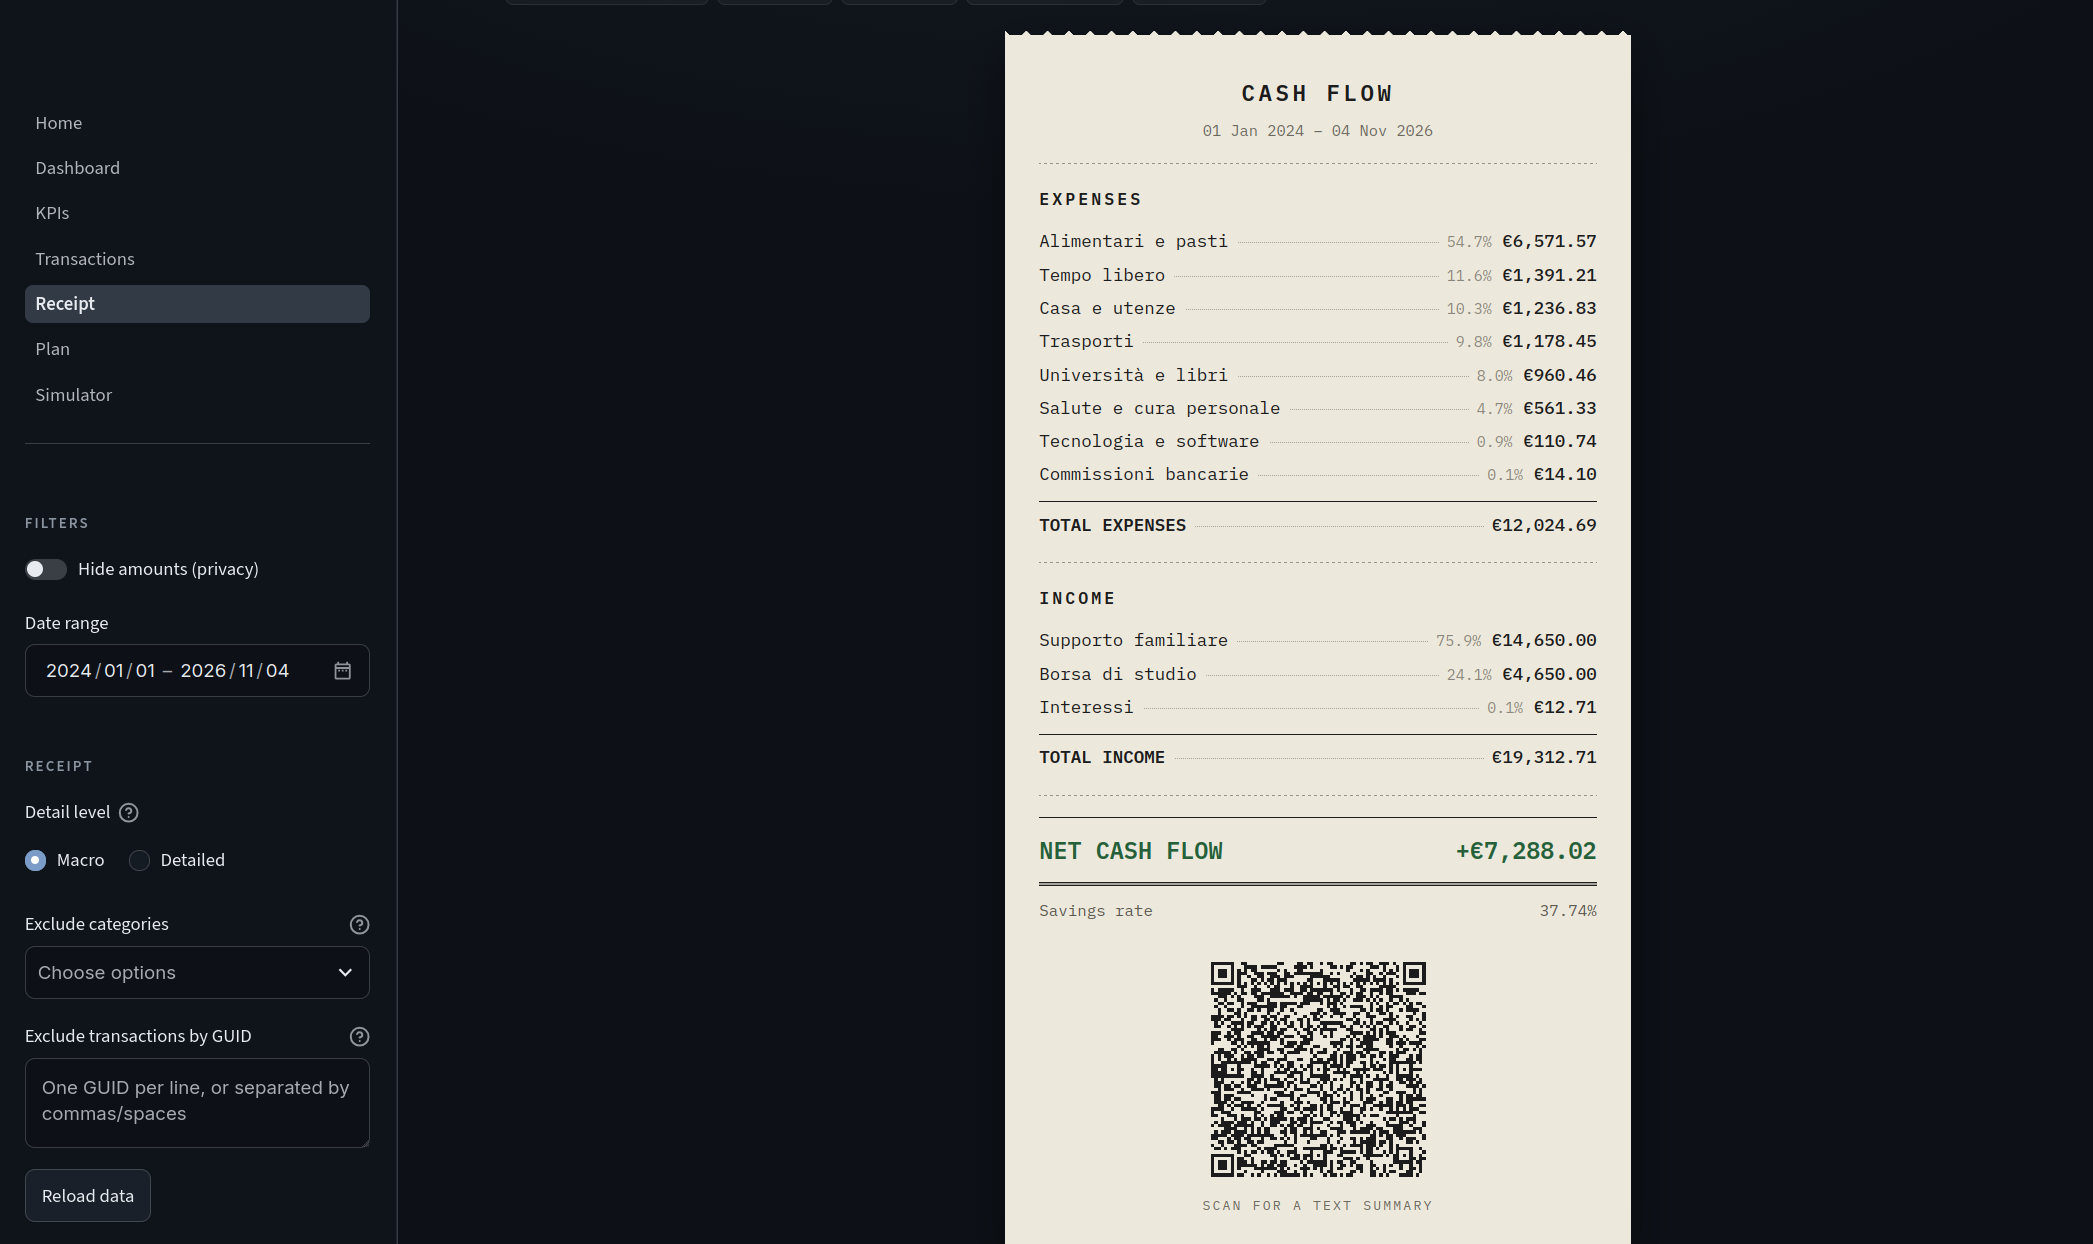 Home
Dashboard
KPIs
Transactions
Receipt
Plan
Simulator
FILTERS
Hide amounts (privacy)
Date range
2024/01/01 – 2026/11/04
RECEIPT
Detail level
Macro
Detailed
Exclude categories
Choose options
Exclude transactions by GUID
One GUID per line, or separated by
commas/spaces
Reload data
CASH FLOW
01 Jan 2024 – 04 Nov 2026
EXPENSES
Alimentari e pasti 54.7% €6,571.57
Tempo libero 11.6% €1,391.21
Casa e utenze 10.3% €1,236.83
Trasporti 9.8% €1,178.45
Università e libri 8.0% €960.46
Salute e cura personale 4.7% €561.33
Tecnologia e software 0.9% €110.74
Commissioni bancarie 0.1% €14.10
TOTAL EXPENSES €12,024.69
INCOME
Supporto familiare 75.9% €14,650.00
Borsa di studio 24.1% €4,650.00
Interessi 0.1% €12.71
TOTAL INCOME €19,312.71
NET CASH FLOW +€7,288.02
Savings rate 37.74%
SCAN FOR A TEXT SUMMARY